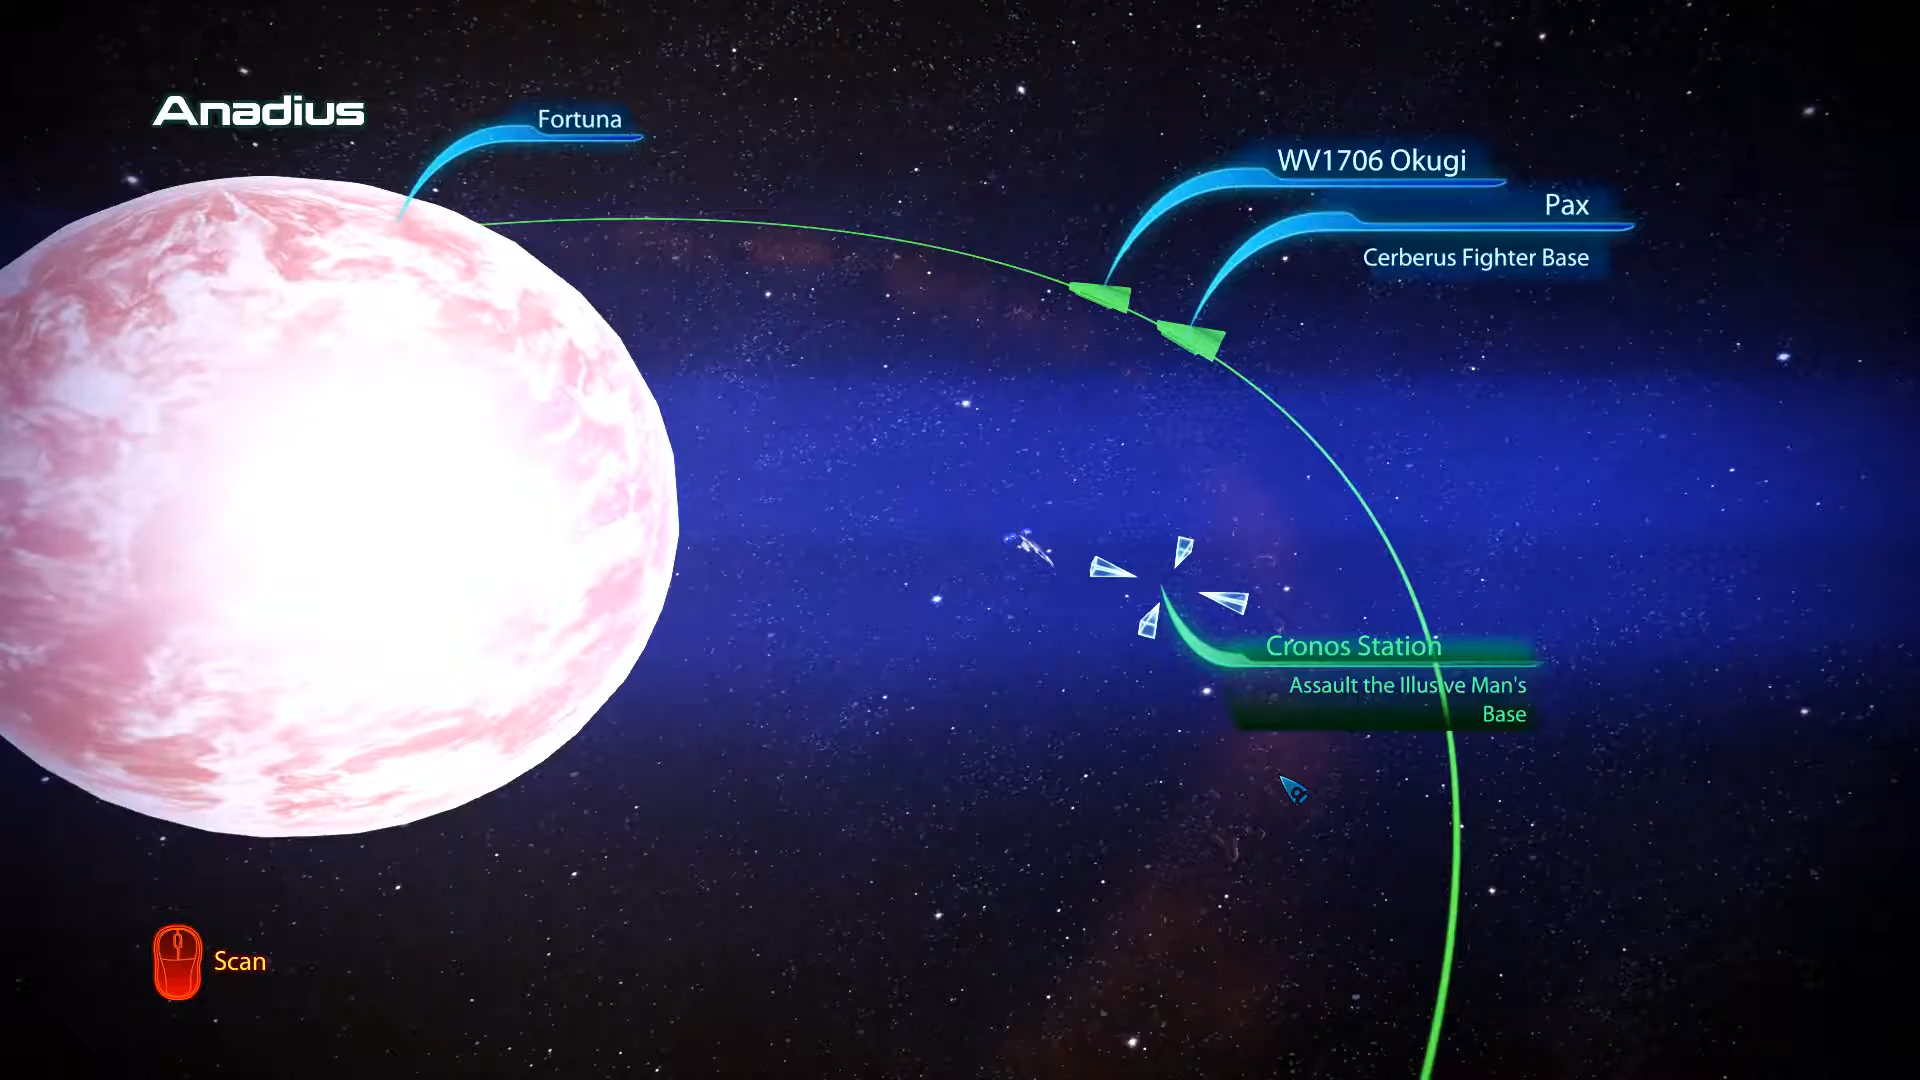 Anadius
Fortuna
WV1706 Okugi
Pax
Cerberus Fighter Base
Cronos Station
Assault the Illusive Man's
Base
Scan